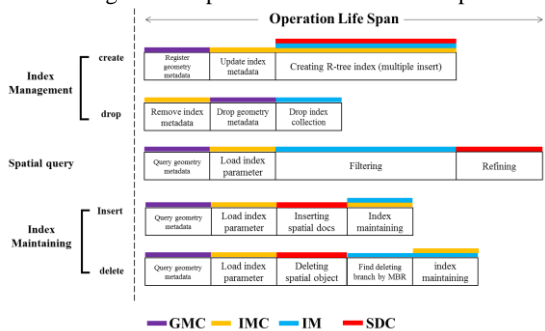 Operation Life Span
create
Register geometry metadata
Update index metadata
Creating R-tree index (multiple insert)
Index Management
drop
Remove index metadata
Drop geometry metadata
Drop index collection
Spatial query
Query geometry metadata
Load index parameter
Filtering
Refining
Insert
Query geometry metadata
Load index parameter
Inserting spatial docs
Index maintaining
Index Maintaining
delete
Query geometry metadata
Load index parameter
Deleting spatial object
Find deleting branch by MBR
index maintaining
GMC IMC IM SDC